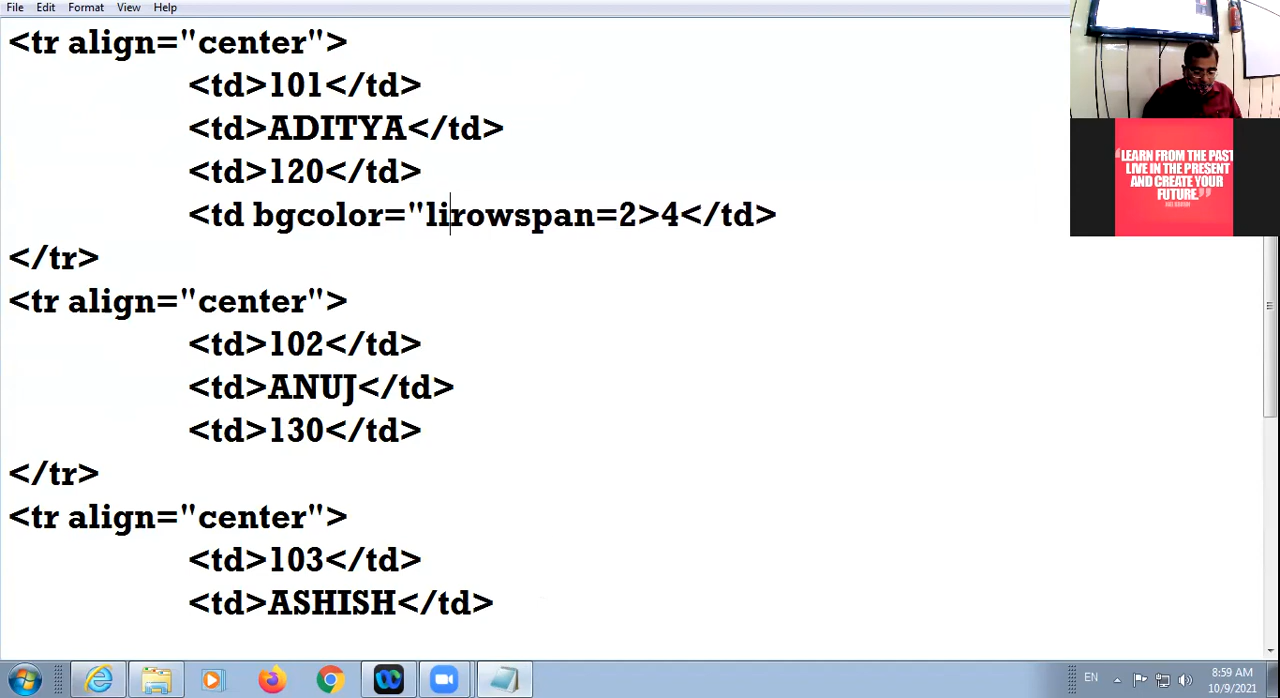 File Edit Format View Help
<tr align="center">
<td>101</td>
<td>ADITYA</td>
<td>120</td>
<td bgcolor="lirowspan=2>4</td>
</tr>
<tr align="center">
<td>102</td>
<td>ANUJ</td>
<td>130</td>
</tr>
<tr align="center">
<td>103</td>
<td>ASHISH</td>
“LEARN FROM THE PAST
LIVE IN THE PRESENT
AND CREATE YOUR
FUTURE.”
EN
8:59 AM
10/9/2021